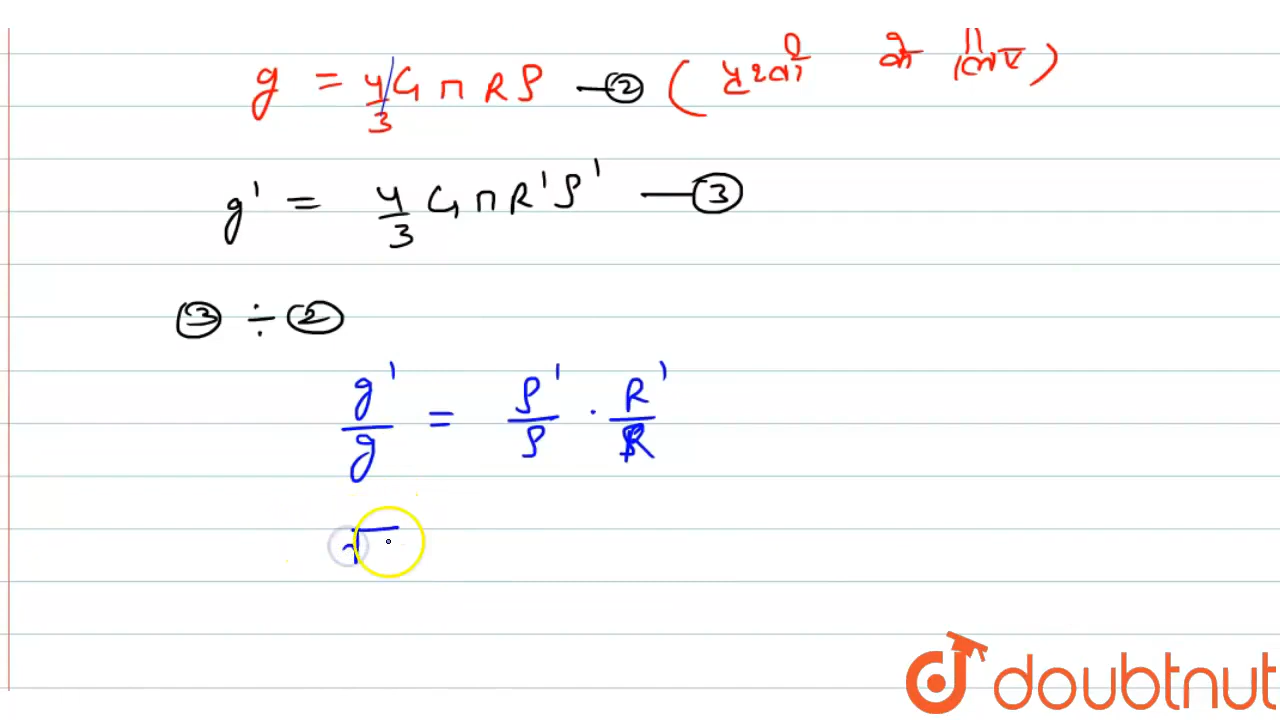 g = 4/3 G π R ρ —② (पृथ्वी के लिए)
g' = 4/3 G π R' ρ' —③
③ ÷ ②
g'/g = ρ'/ρ · R'/R
√
doubtnut